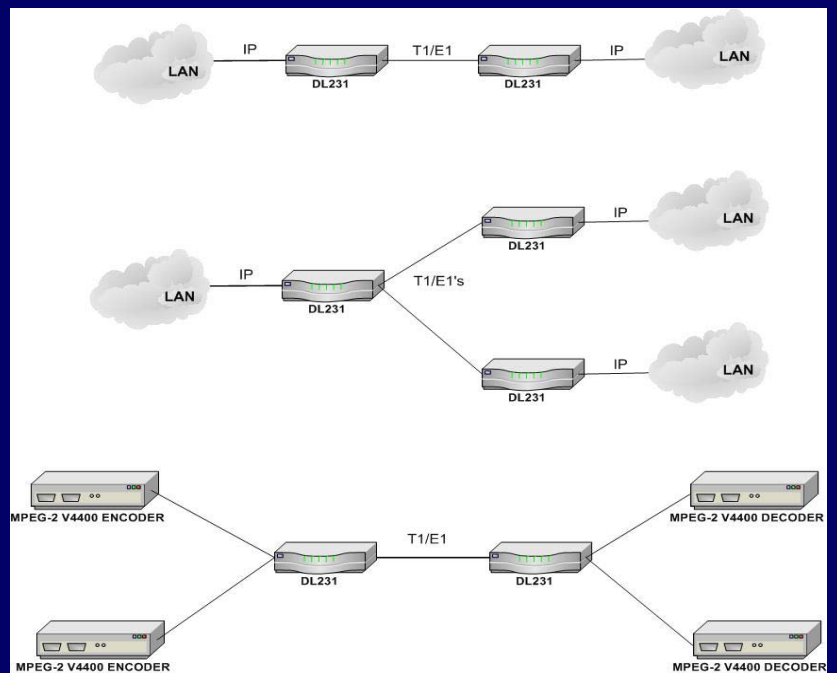 IP
T1/E1
IP
LAN
LAN
DL231
DL231
IP
LAN
DL231
IP
T1/E1's
LAN
DL231
IP
LAN
DL231
MPEG-2 V4400 ENCODER
MPEG-2 V4400 DECODER
T1/E1
DL231
DL231
MPEG-2 V4400 ENCODER
MPEG-2 V4400 DECODER